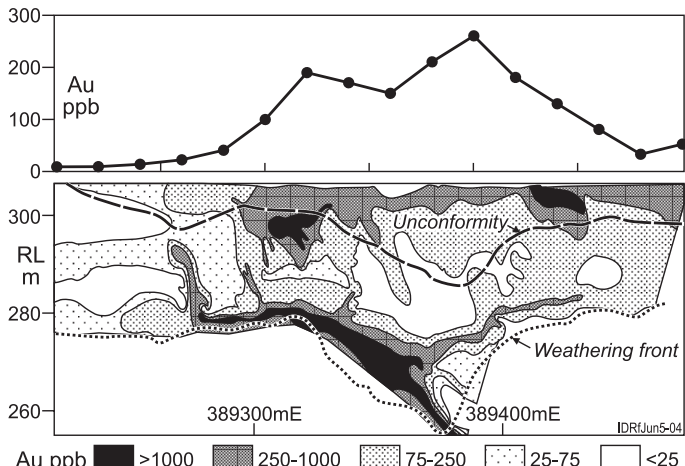 300
200
100
0
Au
ppb
300
RL
m
280
260
Unconformity
Weathering front
389300mE
389400mE
IDRfJun5-04
Au ppb >1000 250-1000 75-250 25-75 <25